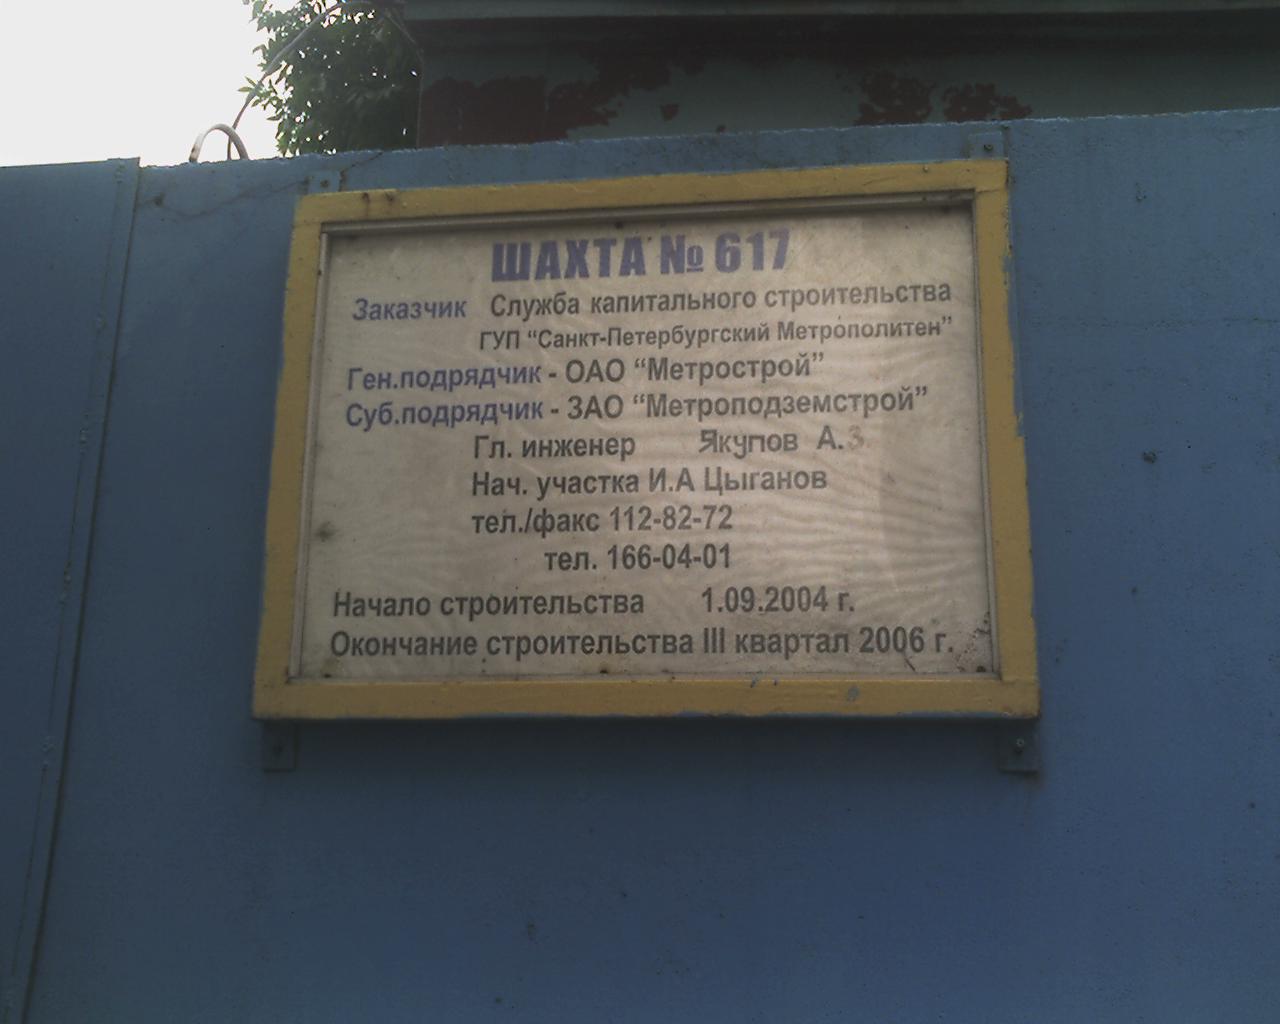 ШАХТА № 617
Заказчик Служба капитального строительства
ГУП "Санкт-Петербургский Метрополитен"
Ген.подрядчик - ОАО "Метрострой"
Суб.подрядчик - ЗАО "Метроподземстрой"
Гл. инженер Якупов А.З
Нач. участка И.А Цыганов
тел./факс 112-82-72
тел. 166-04-01
Начало строительства 1.09.2004 г.
Окончание строительства III квартал 2006 г.